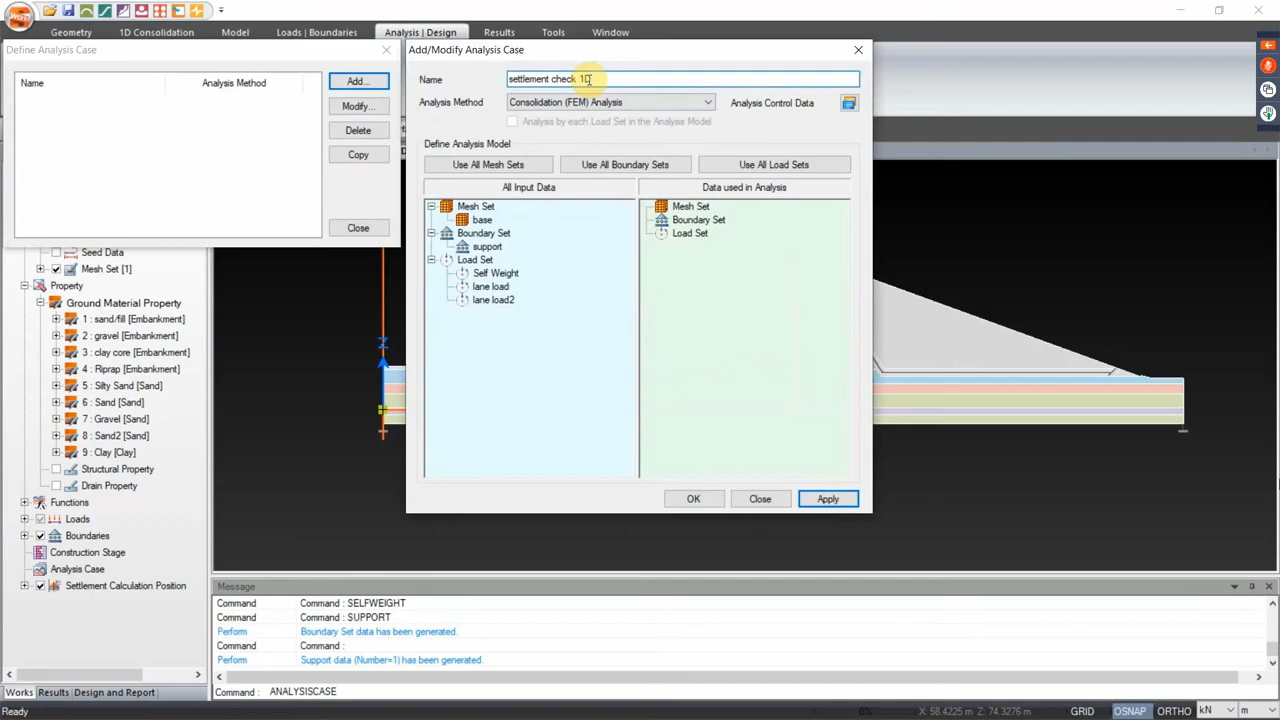 Geometry
1D Consolidation
Model
Loads | Boundaries
Analysis | Design
Results
Tools
Window
Define Analysis Case
Name
Analysis Method
Add...
Modify...
Delete
Copy
Close
Add/Modify Analysis Case
Name
settlement check 1D
Analysis Method
Consolidation (FEM) Analysis
Analysis Control Data
Analysis by each Load Set in the Analysis Model
Define Analysis Model
Use All Mesh Sets
Use All Boundary Sets
Use All Load Sets
All Input Data
Data used in Analysis
Mesh Set
base
Boundary Set
support
Load Set
Self Weight
lane load
lane load2
Mesh Set
Boundary Set
Load Set
OK
Close
Apply
Seed Data
Mesh Set [1]
Property
Ground Material Property
1 : sand/fill [Embankment]
2 : gravel [Embankment]
3 : clay core [Embankment]
4 : Riprap [Embankment]
5 : Silty Sand [Sand]
6 : Sand [Sand]
7 : Gravel [Sand]
8 : Sand2 [Sand]
9 : Clay [Clay]
Structural Property
Drain Property
Functions
Loads
Boundaries
Construction Stage
Analysis Case
Settlement Calculation Position
Z
Message
Command Command : SELFWEIGHT
Command Command : SUPPORT
Perform Boundary Set data has been generated.
Command Command :
Perform Support data (Number=1) has been generated.
Command : ANALYSISCASE
Works
Results
Design and Report
Ready
0%
X: 58.4225m Z: 74.3276m
GRID
OSNAP
ORTHO
kN
m